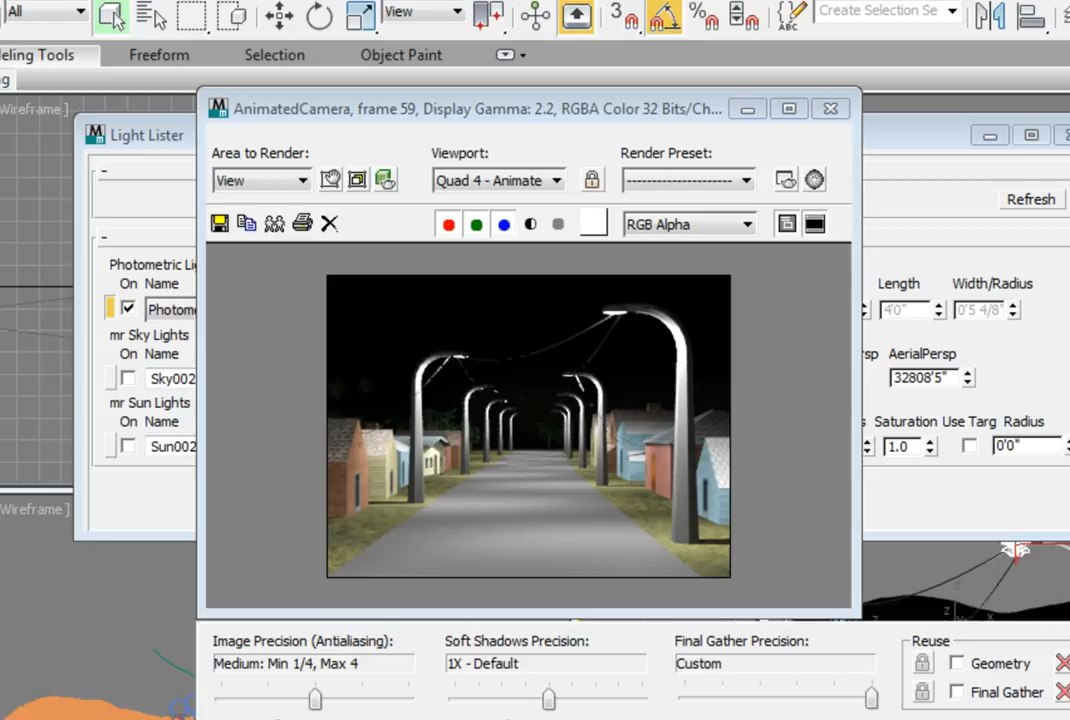 All
View
3
%
ABC
Create Selection Se
eling Tools
Freeform
Selection
Object Paint
g
Wireframe ]
Light Lister
AnimatedCamera, frame 59, Display Gamma: 2.2, RGBA Color 32 Bits/Ch...
Area to Render:
Viewport:
Render Preset:
View
Quad 4 - Animate
--------------------
Refresh
RGB Alpha
-
-
Photometric Li
On Name
Photome
mr Sky Lights
On Name
Sky002
mr Sun Lights
On Name
Sun002
Length
Width/Radius
4'0"
0'5 4/8"
sp
AerialPersp
32808'5"
s
Saturation
Use Targ
Radius
1.0
0'0"
Wireframe ]
z
x
Image Precision (Antialiasing):
Soft Shadows Precision:
Final Gather Precision:
Reuse
Medium: Min 1/4, Max 4
1X - Default
Custom
Geometry
Final Gather